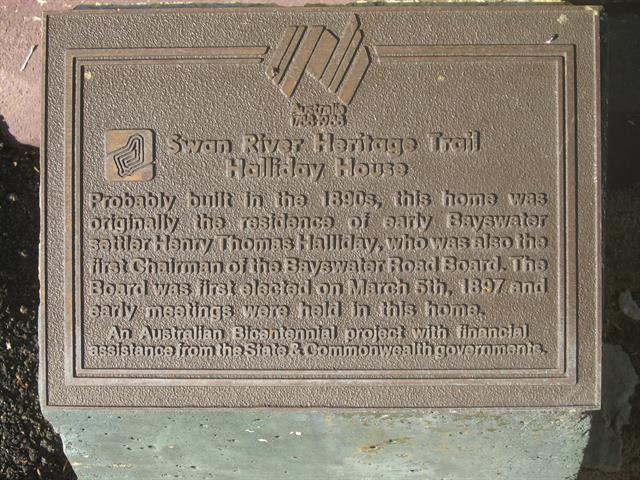 Australia
1788-1988
Swan River Heritage Trail
Halliday House
Probably built in the 1890s, this home was
originally the residence of early Bayswater
settler Henry Thomas Halliday, who was also the
first Chairman of the Bayswater Road Board. The
Board was first elected on March 5th, 1897 and
early meetings were held in this home.
An Australian Bicentennial project with financial
assistance from the State & Commonwealth governments.